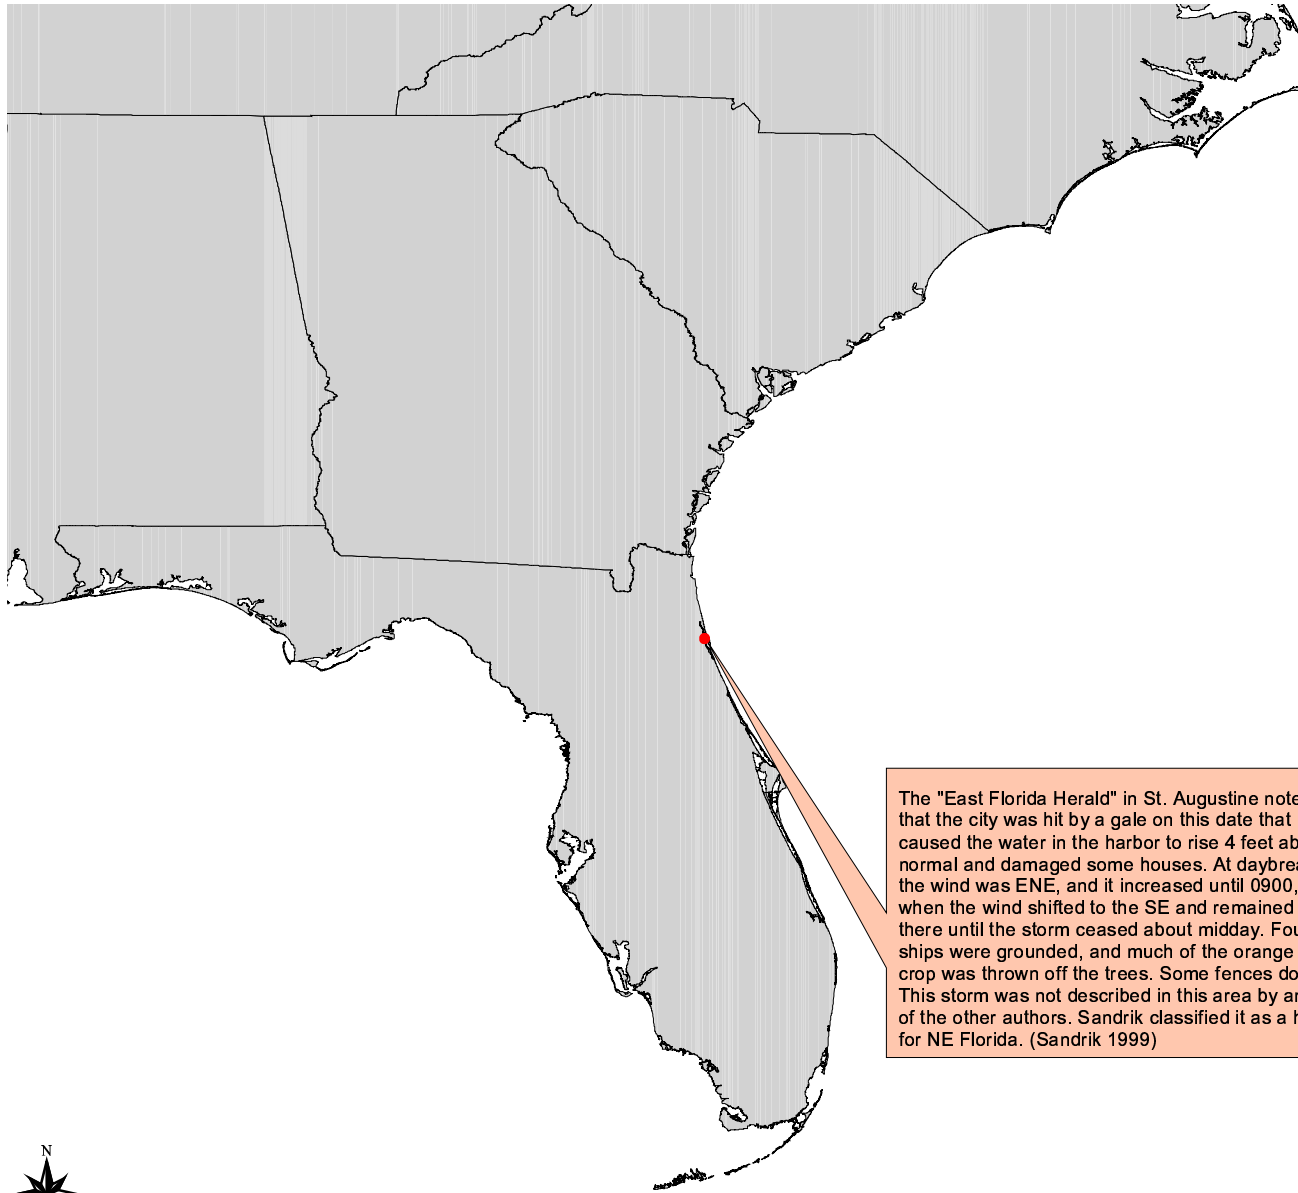 The "East Florida Herald" in St. Augustine note
that the city was hit by a gale on this date that
caused the water in the harbor to rise 4 feet ab
normal and damaged some houses. At daybrea
the wind was ENE, and it increased until 0900,
when the wind shifted to the SE and remained
there until the storm ceased about midday. Fou
ships were grounded, and much of the orange
crop was thrown off the trees. Some fences do
This storm was not described in this area by an
of the other authors. Sandrik classified it as a h
for NE Florida. (Sandrik 1999)
N